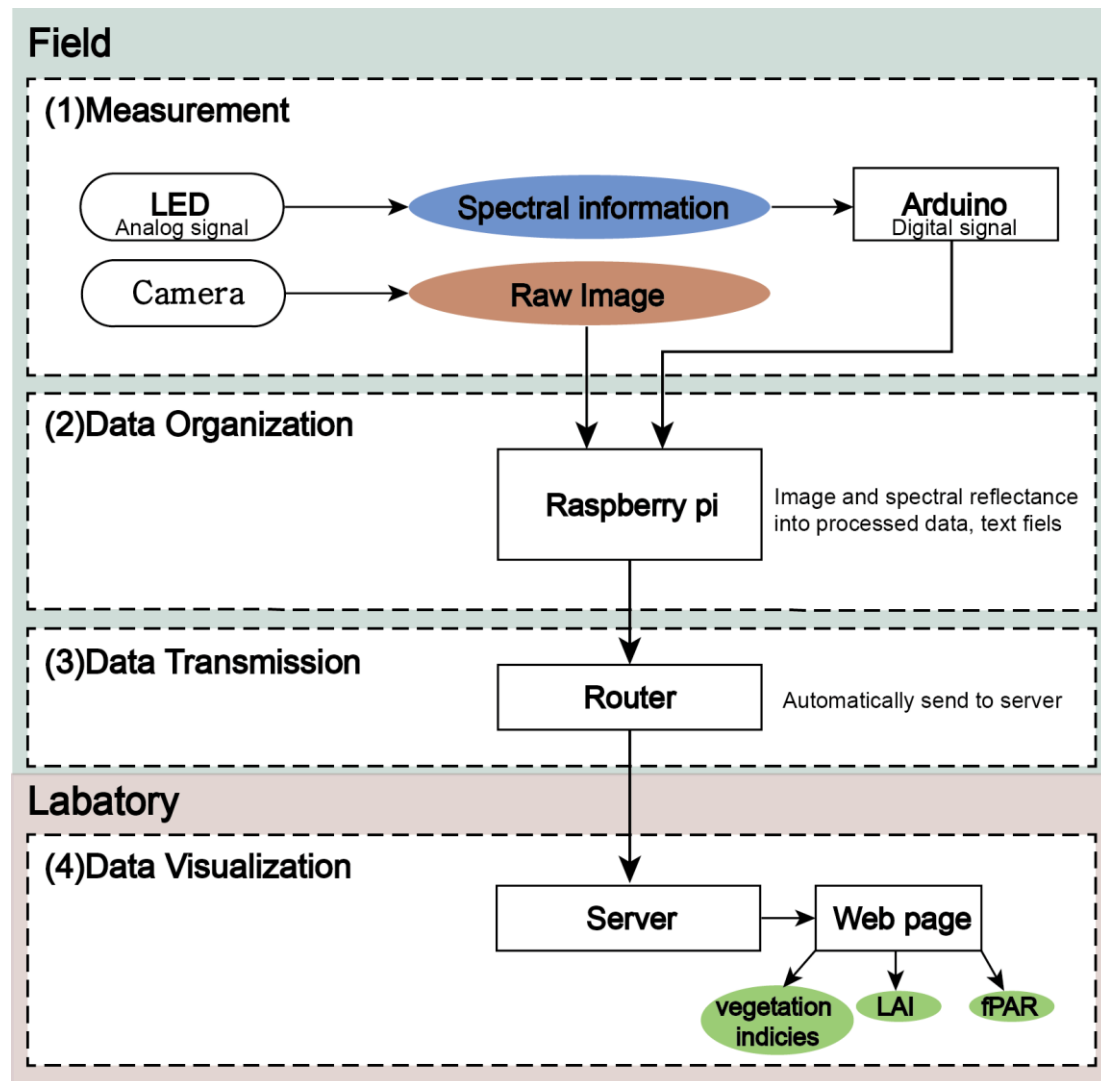 Field
(1)Measurement
LED
Analog signal
Spectral information
Arduino
Digital signal
Camera
Raw Image
(2)Data Organization
Raspberry pi
Image and spectral reflectance
into processed data, text fiels
(3)Data Transmission
Router
Automatically send to server
Labatory
(4)Data Visualization
Server
Web page
vegetation
indicies
LAI
fPAR